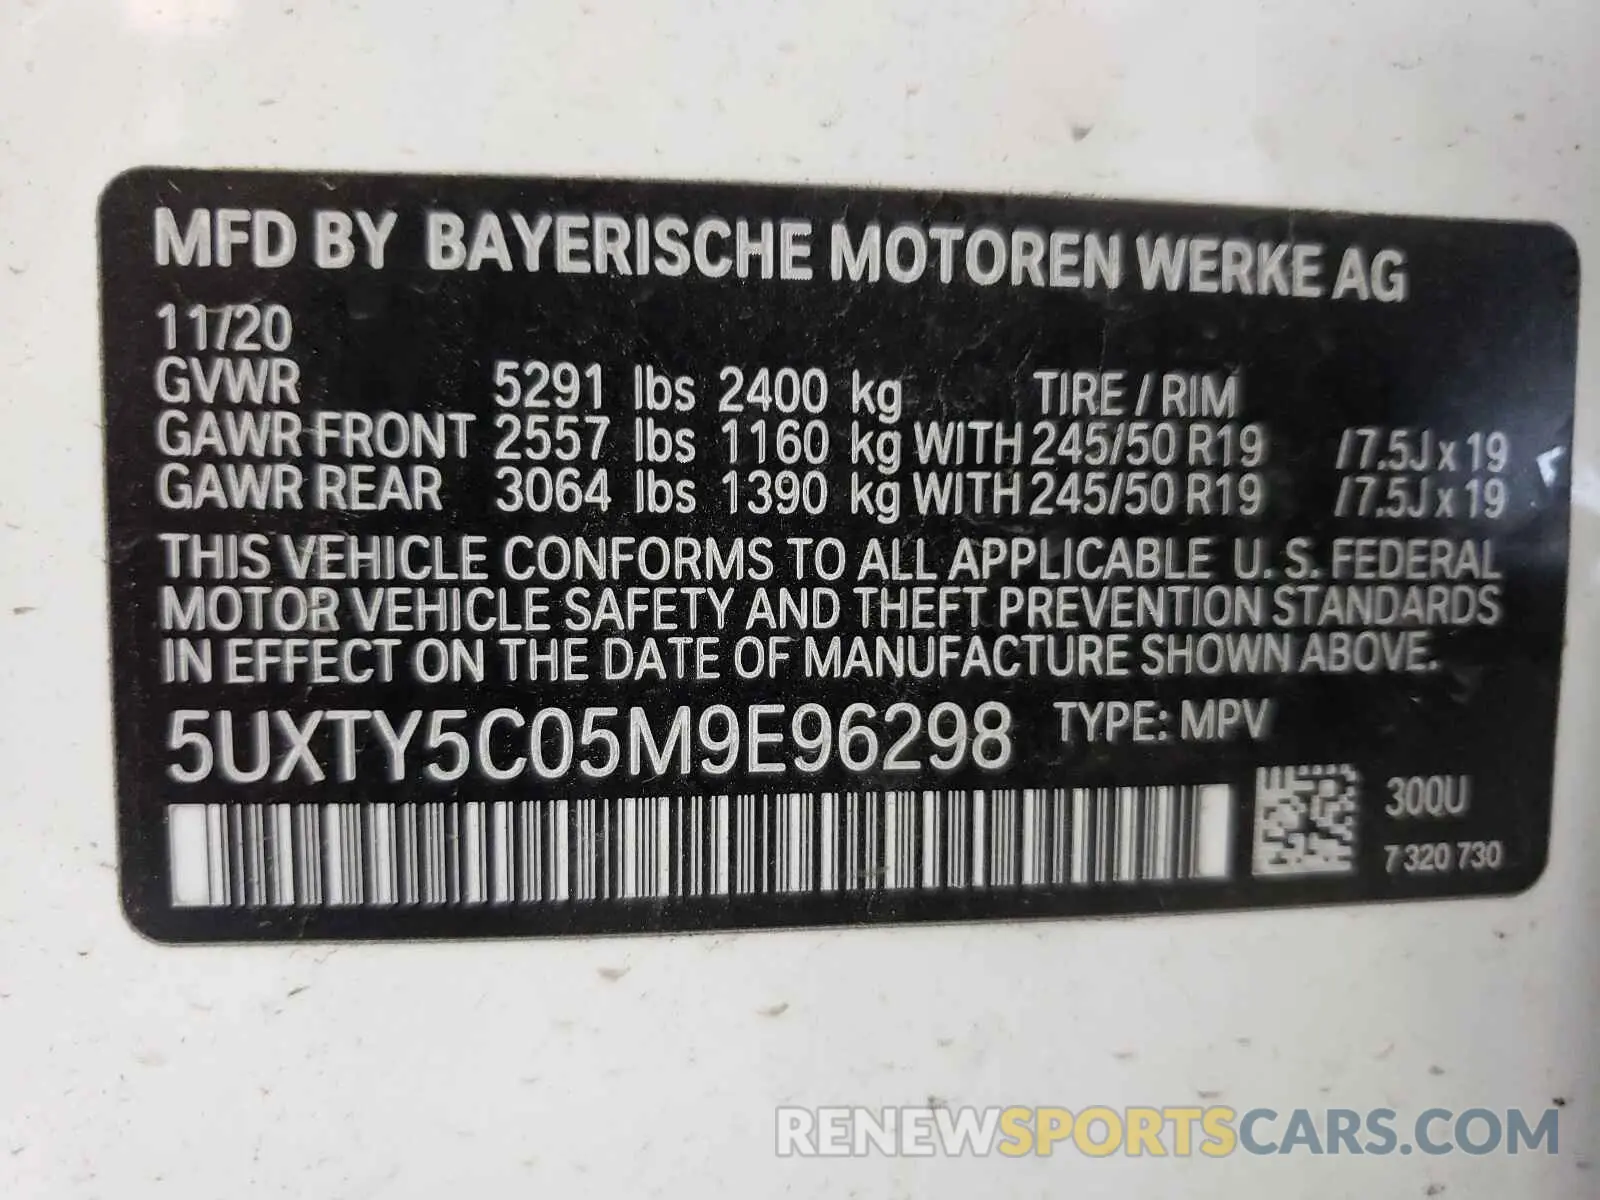 MFD BY BAYERISCHE MOTOREN WERKE AG
11/20
GVWR 5291 lbs 2400 kg TIRE / RIM
GAWR FRONT 2557 lbs 1160 kg WITH 245/50 R19 /7.5J x 19
GAWR REAR 3064 lbs 1390 kg WITH 245/50 R19 /7.5J x 19
THIS VEHICLE CONFORMS TO ALL APPLICABLE U. S. FEDERAL
MOTOR VEHICLE SAFETY AND THEFT PREVENTION STANDARDS
IN EFFECT ON THE DATE OF MANUFACTURE SHOWN ABOVE.
5UXTY5C05M9E96298 TYPE: MPV
300U
7 320 730
RENEWSPORTSCARS.COM